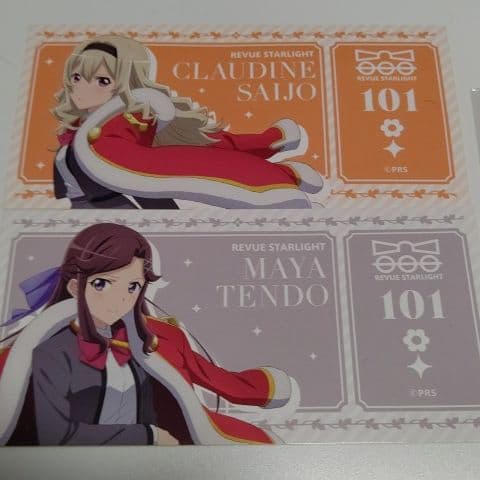 REVUE STARLIGHT
CLAUDINE
SAIJO
REVUE STARLIGHT
101
©PRS
REVUE STARLIGHT
MAYA
TENDO
REVUE STARLIGHT
101
©PRS